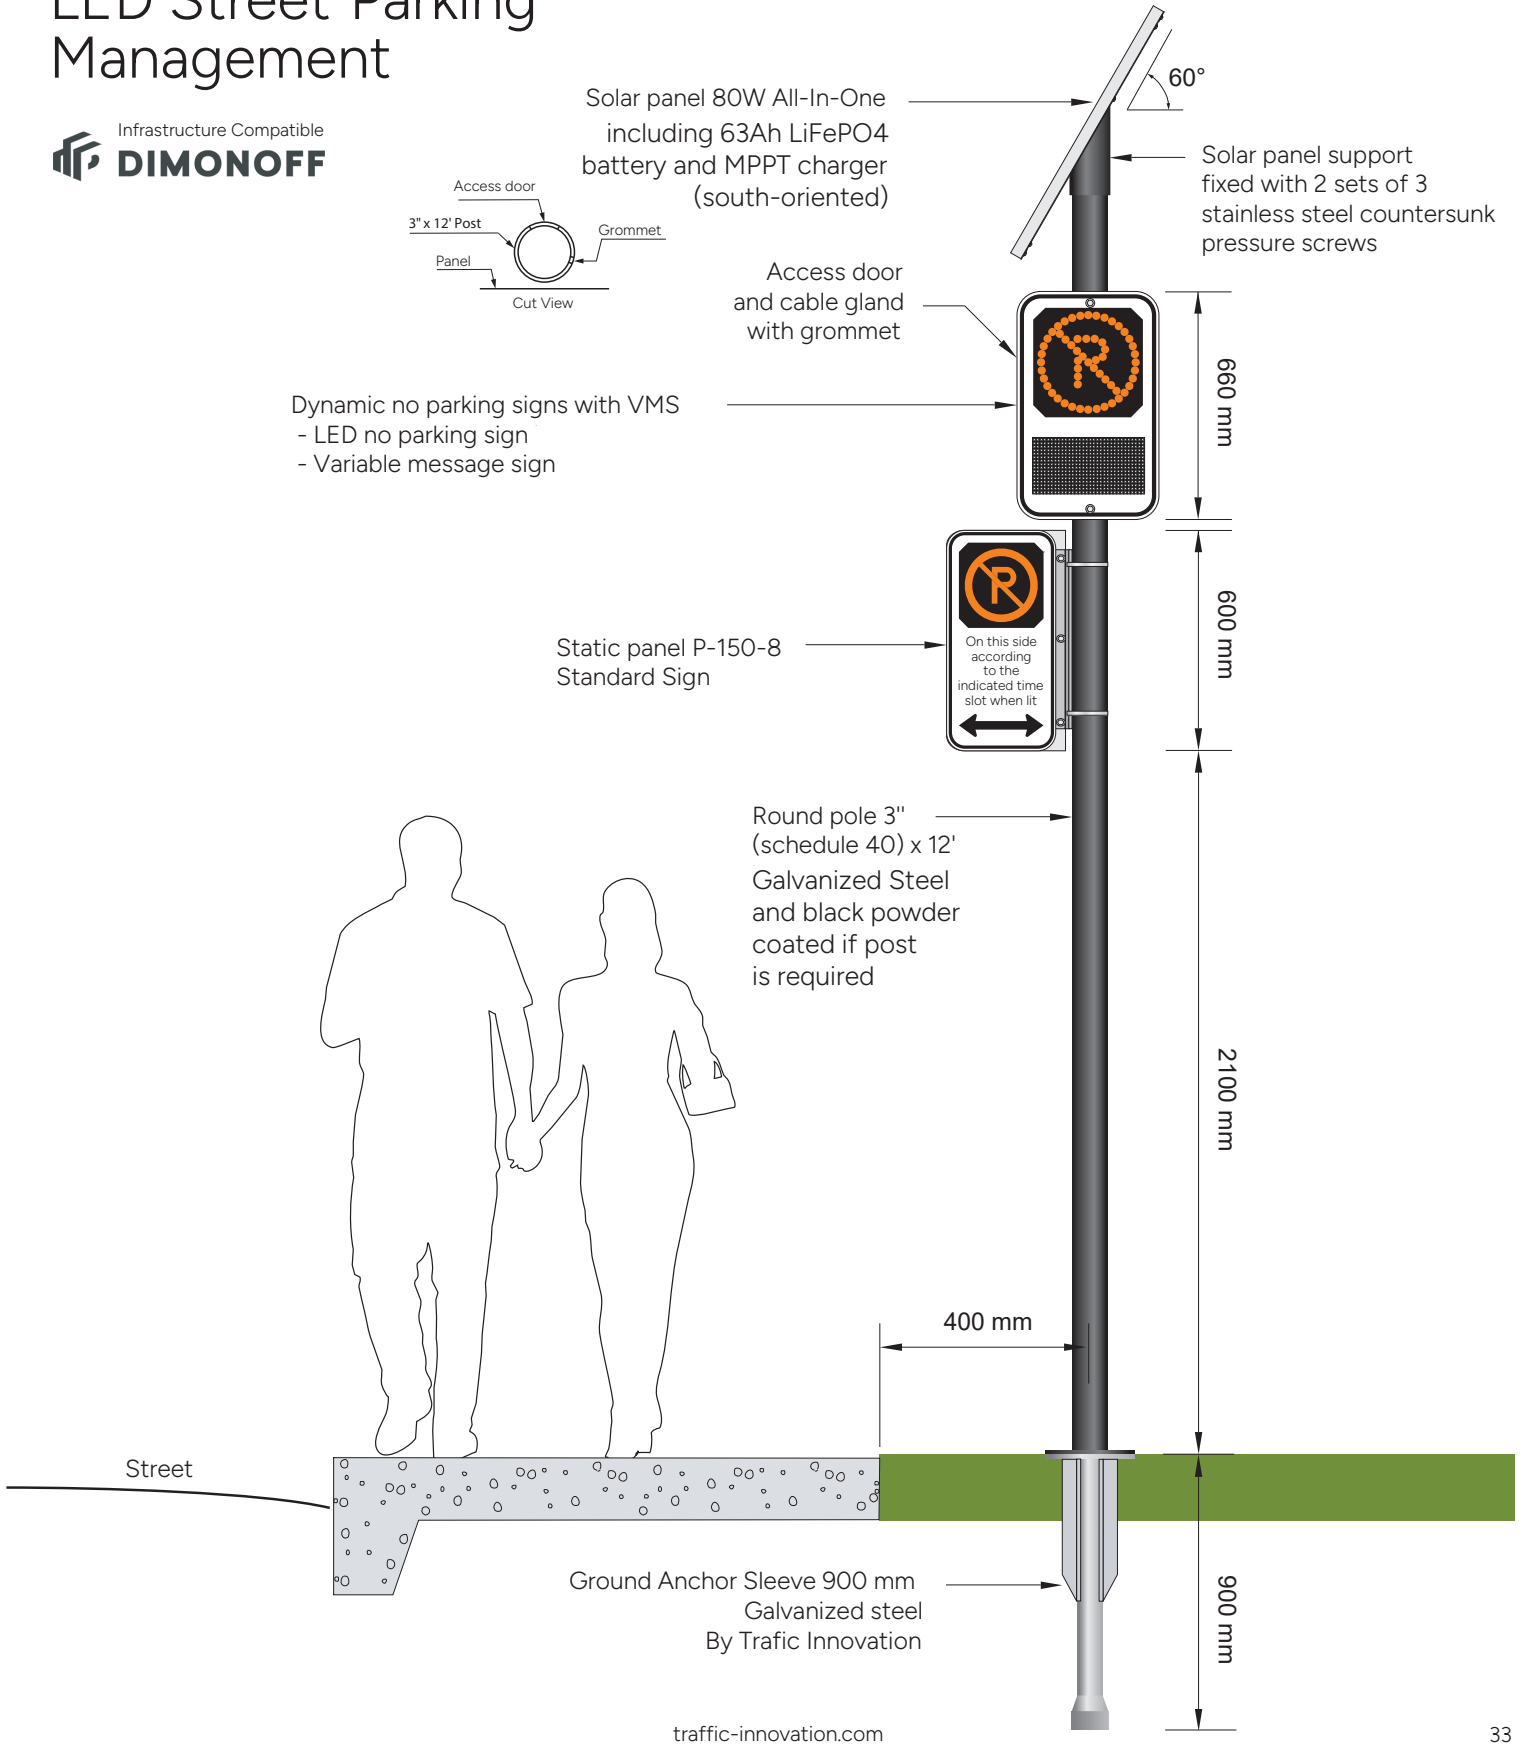 LED Street Parking
Management
Infrastructure Compatible
DIMONOFF
Solar panel 80W All-In-One
including 63Ah LiFePO4
battery and MPPT charger
(south-oriented)
60°
Solar panel support
fixed with 2 sets of 3
stainless steel countersunk
pressure screws
Access door
3" x 12' Post
Grommet
Panel
Cut View
Access door
and cable gland
with grommet
660 mm
Dynamic no parking signs with VMS
- LED no parking sign
- Variable message sign
P
P
600 mm
On this side
according
to the
indicated time
slot when lit
Static panel P-150-8
Standard Sign
Round pole 3"
(schedule 40) x 12'
Galvanized Steel
and black powder
coated if post
is required
2100 mm
400 mm
Street
Ground Anchor Sleeve 900 mm
Galvanized steel
By Trafic Innovation
900 mm
traffic-innovation.com
33